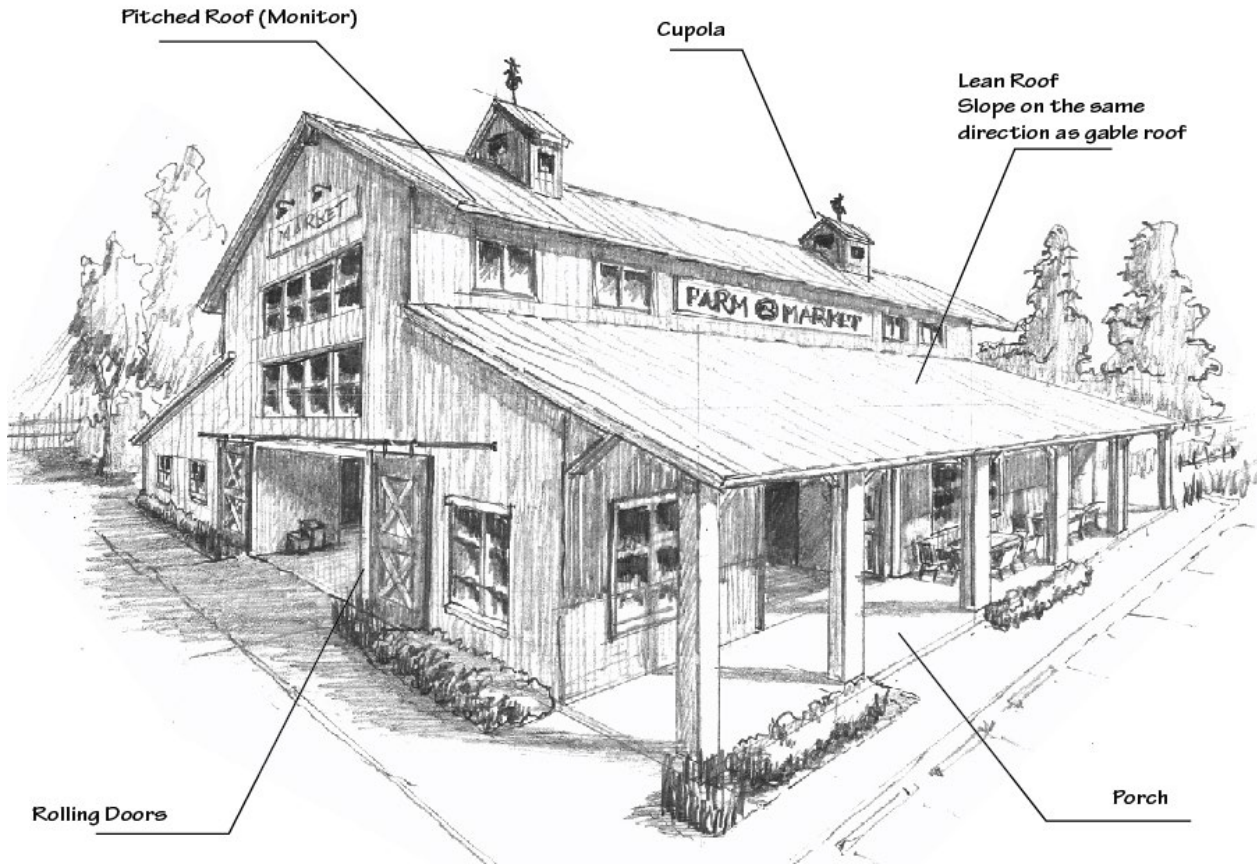 Pitched Roof (Monitor)
Cupola
Lean Roof
Slope on the same
direction as gable roof
MARKET
FARM MARKET
Rolling Doors
Porch